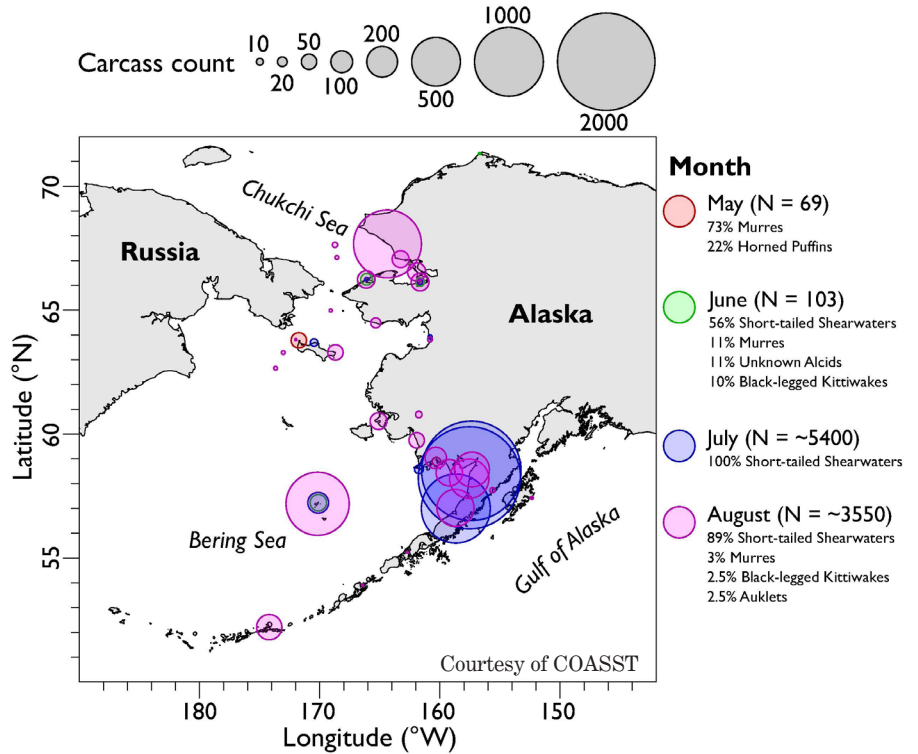 10 50 200 1000
Carcass count
20 100 500 2000
Month
May (N = 69)
73% Murres
22% Horned Puffins
June (N = 103)
56% Short-tailed Shearwaters
11% Murres
11% Unknown Alcids
10% Black-legged Kittiwakes
July (N = ~5400)
100% Short-tailed Shearwaters
August (N = ~3550)
89% Short-tailed Shearwaters
3% Murres
2.5% Black-legged Kittiwakes
2.5% Auklets
Latitude (°N)
70
65
60
55
Chukchi Sea
Russia
Alaska
Bering Sea
Gulf of Alaska
Courtesy of COASST
180 170 160 150
Longitude (°W)